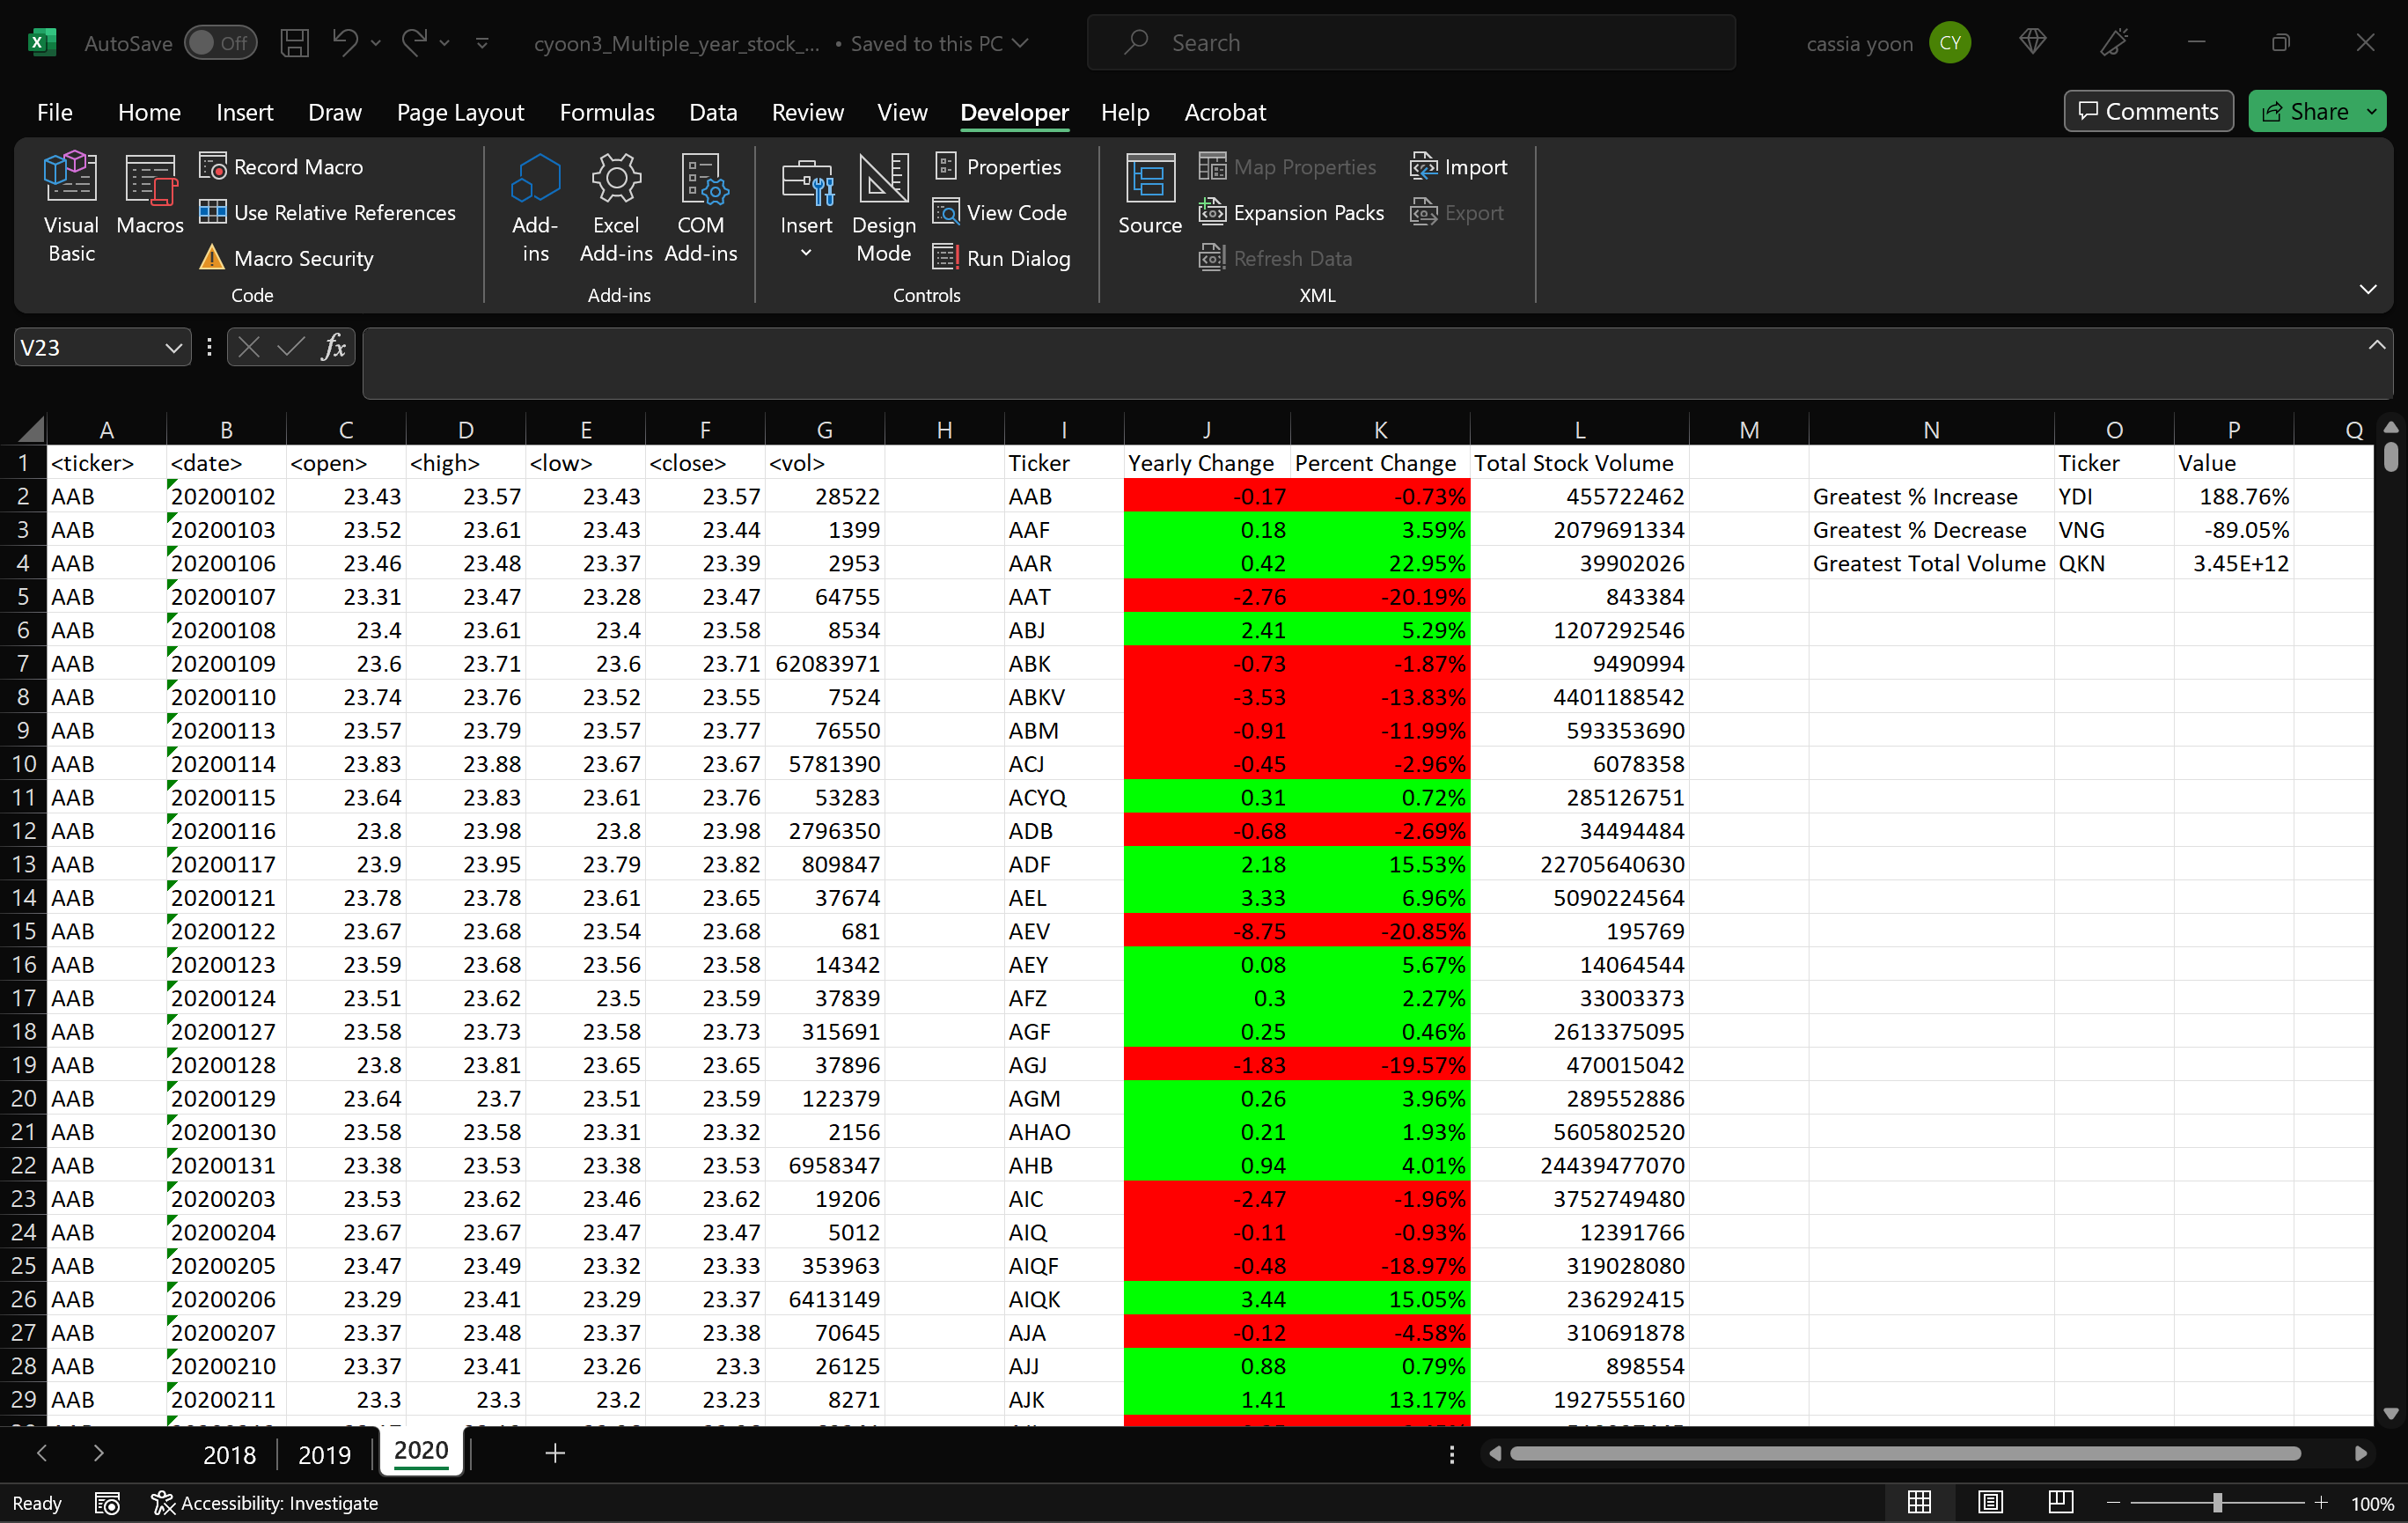 AutoSave Off cyoon3_Multiple_year_stock_... • Saved to this PC Search cassia yoon CY
File Home Insert Draw Page Layout Formulas Data Review View Developer Help Acrobat Comments Share
Visual Basic
Macros
Record Macro
Use Relative References
Macro Security
Code
Add-ins
Excel Add-ins
COM Add-ins
Add-ins
Insert
Design Mode
Properties
View Code
Run Dialog
Controls
Source
Map Properties
Expansion Packs
Refresh Data
Import
Export
XML
V23 fx
A B C D E F G H I J K L M N O P Q
1 <ticker> <date> <open> <high> <low> <close> <vol> Ticker Yearly Change Percent Change Total Stock Volume Ticker Value
2 AAB 20200102 23.43 23.57 23.43 23.57 28522 AAB -0.17 -0.73% 455722462 Greatest % Increase YDI 188.76%
3 AAB 20200103 23.52 23.61 23.43 23.44 1399 AAF 0.18 3.59% 2079691334 Greatest % Decrease VNG -89.05%
4 AAB 20200106 23.46 23.48 23.37 23.39 2953 AAR 0.42 22.95% 39902026 Greatest Total Volume QKN 3.45E+12
5 AAB 20200107 23.31 23.47 23.28 23.47 64755 AAT -2.76 -20.19% 843384
6 AAB 20200108 23.4 23.61 23.4 23.58 8534 ABJ 2.41 5.29% 1207292546
7 AAB 20200109 23.6 23.71 23.6 23.71 62083971 ABK -0.73 -1.87% 9490994
8 AAB 20200110 23.74 23.76 23.52 23.55 7524 ABKV -3.53 -13.83% 4401188542
9 AAB 20200113 23.57 23.79 23.57 23.77 76550 ABM -0.91 -11.99% 593353690
10 AAB 20200114 23.83 23.88 23.67 23.67 5781390 ACJ -0.45 -2.96% 6078358
11 AAB 20200115 23.64 23.83 23.61 23.76 53283 ACYQ 0.31 0.72% 285126751
12 AAB 20200116 23.8 23.98 23.8 23.98 2796350 ADB -0.68 -2.69% 34494484
13 AAB 20200117 23.9 23.95 23.79 23.82 809847 ADF 2.18 15.53% 22705640630
14 AAB 20200121 23.78 23.78 23.61 23.65 37674 AEL 3.33 6.96% 5090224564
15 AAB 20200122 23.67 23.68 23.54 23.68 681 AEV -8.75 -20.85% 195769
16 AAB 20200123 23.59 23.68 23.56 23.58 14342 AEY 0.08 5.67% 14064544
17 AAB 20200124 23.51 23.62 23.5 23.59 37839 AFZ 0.3 2.27% 33003373
18 AAB 20200127 23.58 23.73 23.58 23.73 315691 AGF 0.25 0.46% 2613375095
19 AAB 20200128 23.8 23.81 23.65 23.65 37896 AGJ -1.83 -19.57% 470015042
20 AAB 20200129 23.64 23.7 23.51 23.59 122379 AGM 0.26 3.96% 289552886
21 AAB 20200130 23.58 23.58 23.31 23.32 2156 AHAO 0.21 1.93% 5605802520
22 AAB 20200131 23.38 23.53 23.38 23.53 6958347 AHB 0.94 4.01% 24439477070
23 AAB 20200203 23.53 23.62 23.46 23.62 19206 AIC -2.47 -1.96% 3752749480
24 AAB 20200204 23.67 23.67 23.47 23.47 5012 AIQ -0.11 -0.93% 12391766
25 AAB 20200205 23.47 23.49 23.32 23.33 353963 AIQF -0.48 -18.97% 319028080
26 AAB 20200206 23.29 23.41 23.29 23.37 6413149 AIQK 3.44 15.05% 236292415
27 AAB 20200207 23.37 23.48 23.37 23.38 70645 AJA -0.12 -4.58% 310691878
28 AAB 20200210 23.37 23.41 23.26 23.3 26125 AJJ 0.88 0.79% 898554
29 AAB 20200211 23.3 23.3 23.2 23.23 8271 AJK 1.41 13.17% 1927555160
2018 2019 2020
Ready Accessibility: Investigate 100%